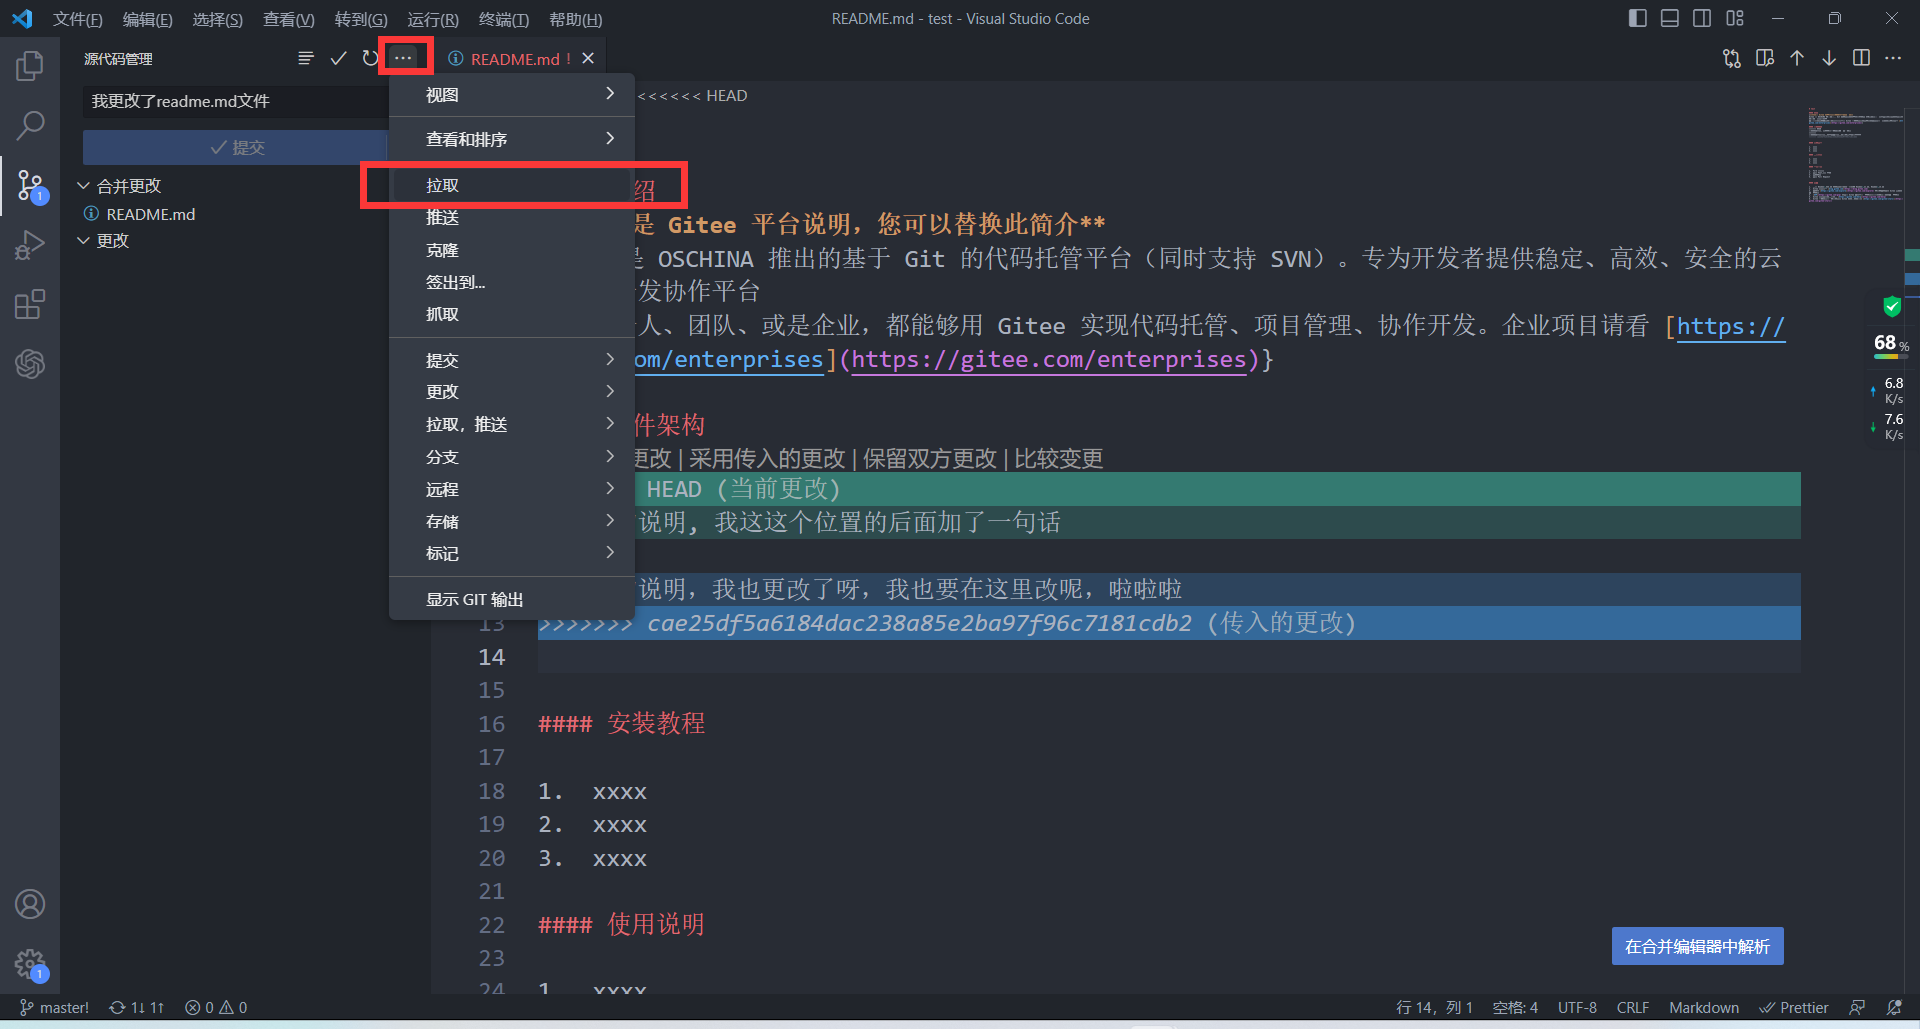 文件(F) 编辑(E) 选择(S) 查看(V) 转到(G) 运行(R) 终端(T) 帮助(H) README.md - test - Visual Studio Code
源代码管理
README.md !
我更改了readme.md文件
提交
合并更改
README.md
更改
1
1
视图
查看和排序
拉取
推送
克隆
签出到...
抓取
提交
更改
拉取, 推送
分支
远程
存储
标记
显示 GIT 输出
<<<<<< HEAD
绍
是 Gitee 平台说明, 您可以替换此简介**
是 OSCHINA 推出的基于 Git 的代码托管平台（同时支持 SVN）。专为开发者提供稳定、高效、安全的云
发协作平台
人、团队、或是企业，都能够用 Gitee 实现代码托管、项目管理、协作开发。企业项目请看 [https://
om/enterprises](https://gitee.com/enterprises)}
件架构
更改 | 采用传入的更改 | 保留双方更改 | 比较变更
HEAD (当前更改)
说明, 我这这个位置的后面加了一句话
说明，我也更改了呀，我也要在这里改呢，啦啦啦
13 >>>>>>> cae25df5a6184dac238a85e2ba97f96c7181cdb2 (传入的更改)
14
15
16 #### 安装教程
17
18 1. xxxx
19 2. xxxx
20 3. xxxx
21
22 #### 使用说明
23
24 1. xxxx
68 %
6.8
K/s
7.6
K/s
在合并编辑器中解析
master! 1↓ 1↑ 0 0 行 14，列 1 空格: 4 UTF-8 CRLF Markdown Prettier